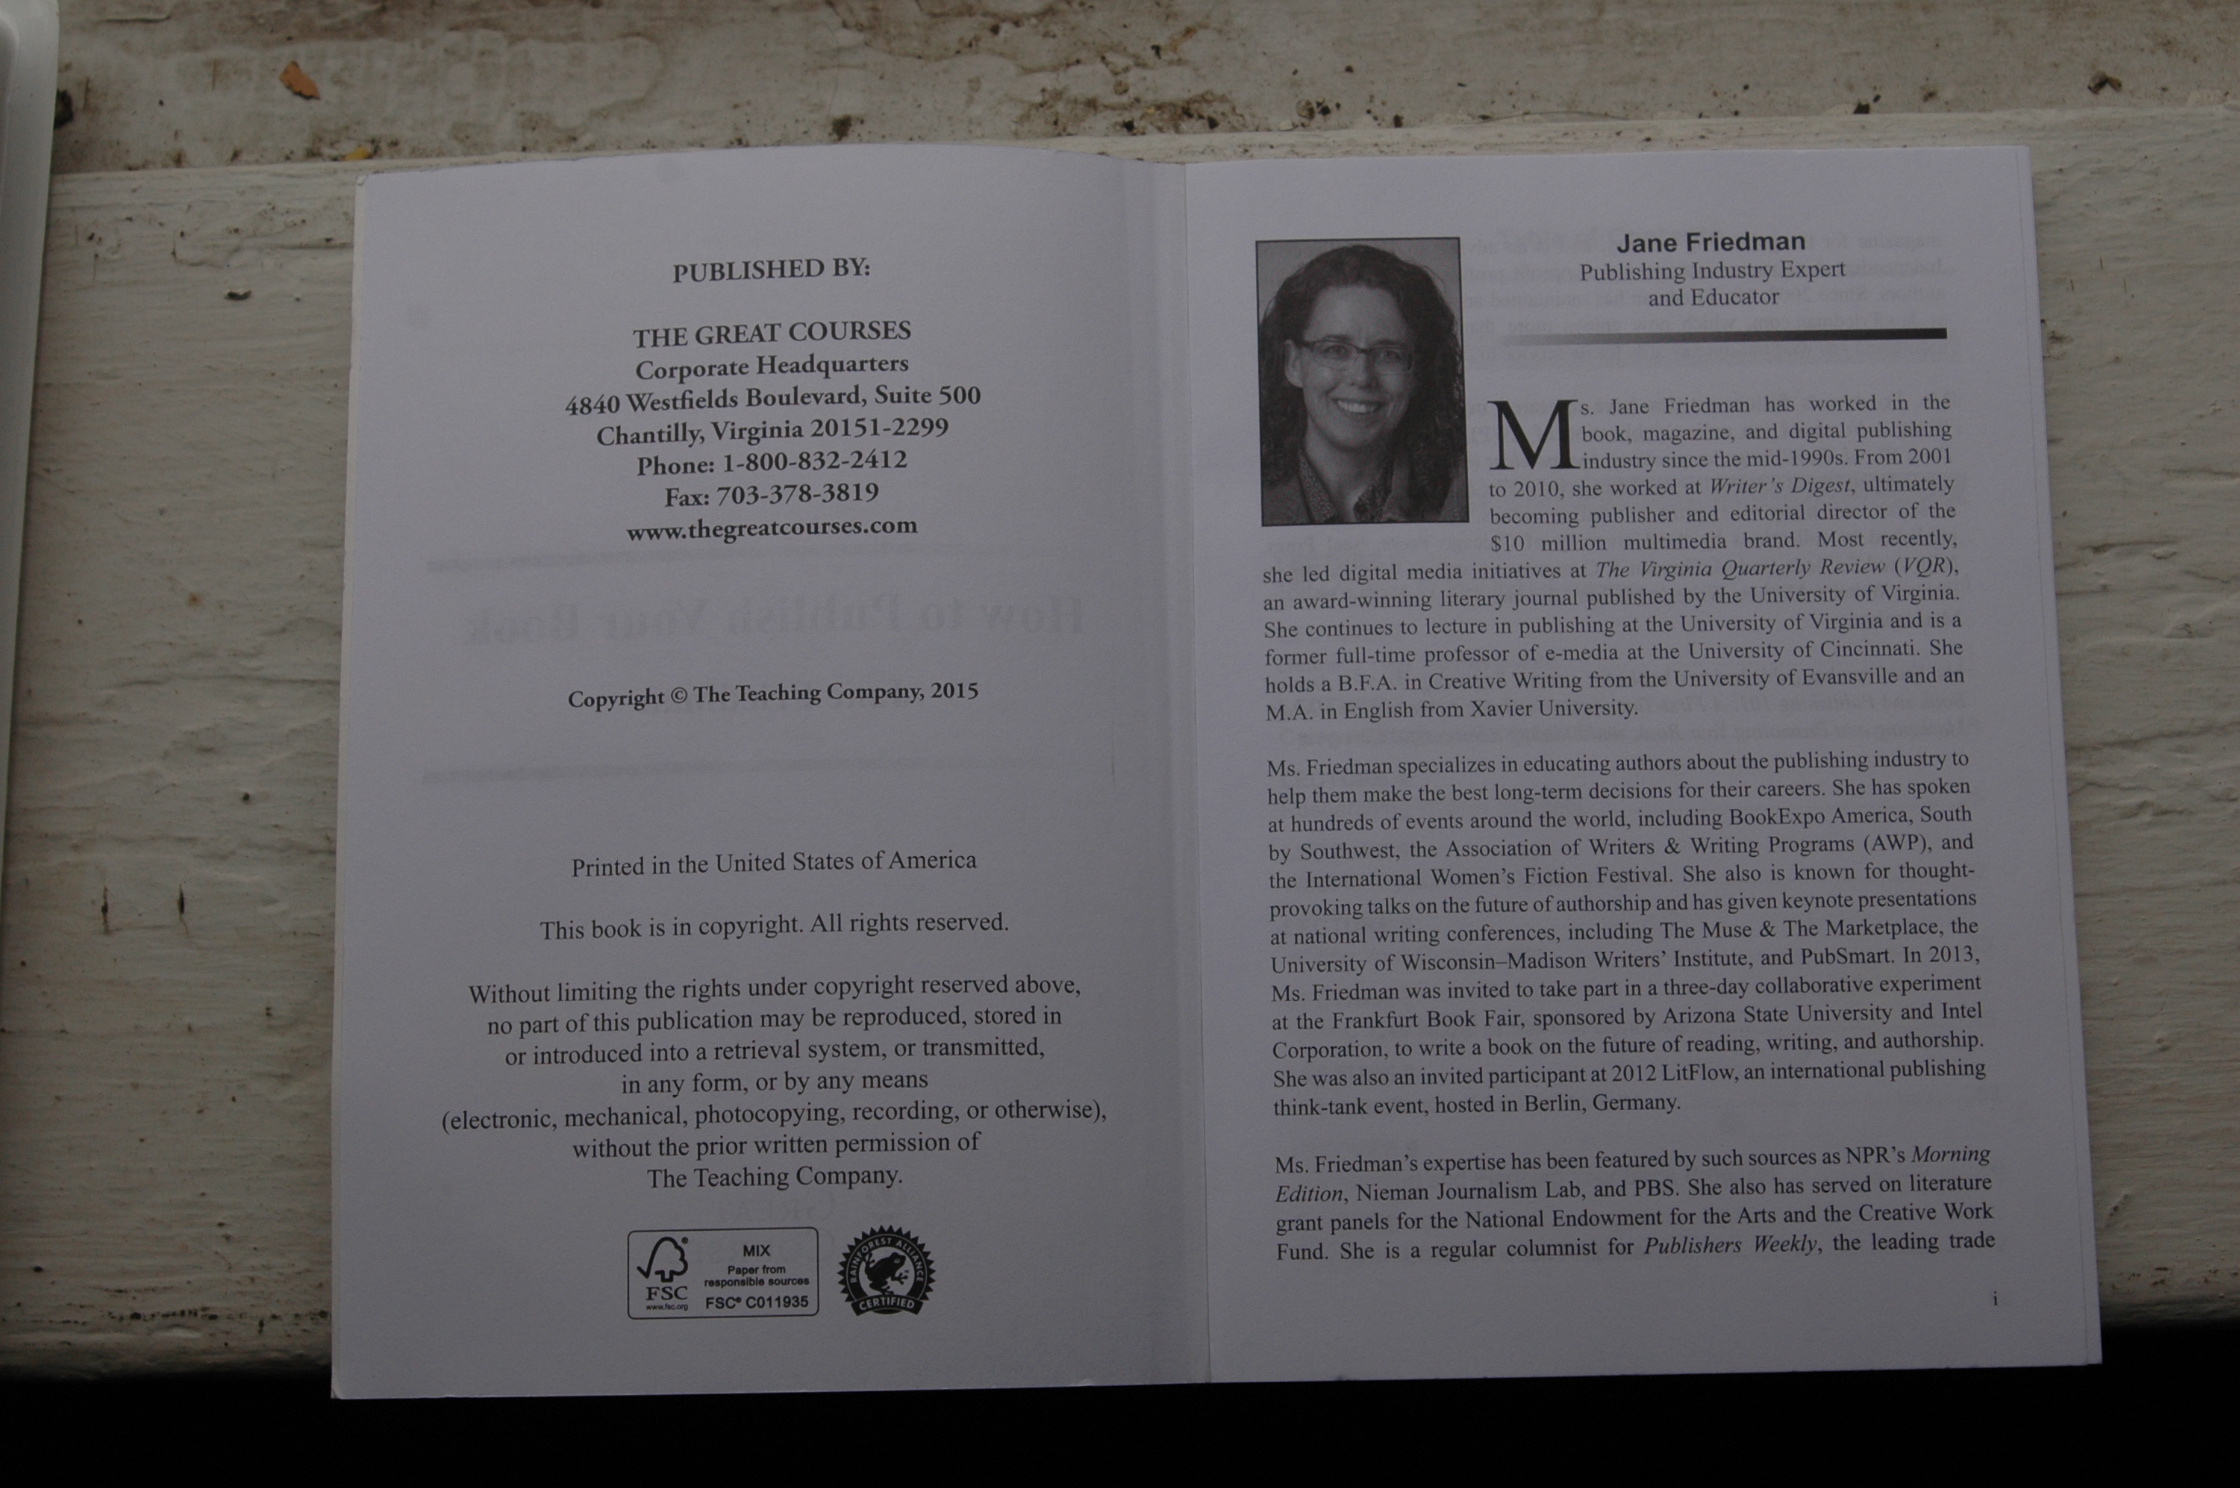 PUBLISHED BY:
THE GREAT COURSES
Corporate Headquarters
4840 Westfields Boulevard, Suite 500
Chantilly, Virginia 20151-2299
Phone: 1-800-832-2412
Fax: 703-378-3819
www.thegreatcourses.com
Copyright © The Teaching Company, 2015
Printed in the United States of America
This book is in copyright. All rights reserved.
Without limiting the rights under copyright reserved above,
no part of this publication may be reproduced, stored in
or introduced into a retrieval system, or transmitted,
in any form, or by any means
(electronic, mechanical, photocopying, recording, or otherwise),
without the prior written permission of
The Teaching Company.
FSC
www.fsc.org
MIX
Paper from
responsible sources
FSC® C011935
RAINFOREST ALLIANCE
CERTIFIED
Jane Friedman
Publishing Industry Expert
and Educator
Ms. Jane Friedman has worked in the
book, magazine, and digital publishing
industry since the mid-1990s. From 2001
to 2010, she worked at Writer's Digest, ultimately
becoming publisher and editorial director of the
$10 million multimedia brand. Most recently,
she led digital media initiatives at The Virginia Quarterly Review (VQR),
an award-winning literary journal published by the University of Virginia.
She continues to lecture in publishing at the University of Virginia and is a
former full-time professor of e-media at the University of Cincinnati. She
holds a B.F.A. in Creative Writing from the University of Evansville and an
M.A. in English from Xavier University.
Ms. Friedman specializes in educating authors about the publishing industry to
help them make the best long-term decisions for their careers. She has spoken
at hundreds of events around the world, including BookExpo America, South
by Southwest, the Association of Writers & Writing Programs (AWP), and
the International Women's Fiction Festival. She also is known for thought-
provoking talks on the future of authorship and has given keynote presentations
at national writing conferences, including The Muse & The Marketplace, the
University of Wisconsin–Madison Writers' Institute, and PubSmart. In 2013,
Ms. Friedman was invited to take part in a three-day collaborative experiment
at the Frankfurt Book Fair, sponsored by Arizona State University and Intel
Corporation, to write a book on the future of reading, writing, and authorship.
She was also an invited participant at 2012 LitFlow, an international publishing
think-tank event, hosted in Berlin, Germany.
Ms. Friedman's expertise has been featured by such sources as NPR's Morning
Edition, Nieman Journalism Lab, and PBS. She also has served on literature
grant panels for the National Endowment for the Arts and the Creative Work
Fund. She is a regular columnist for Publishers Weekly, the leading trade
i